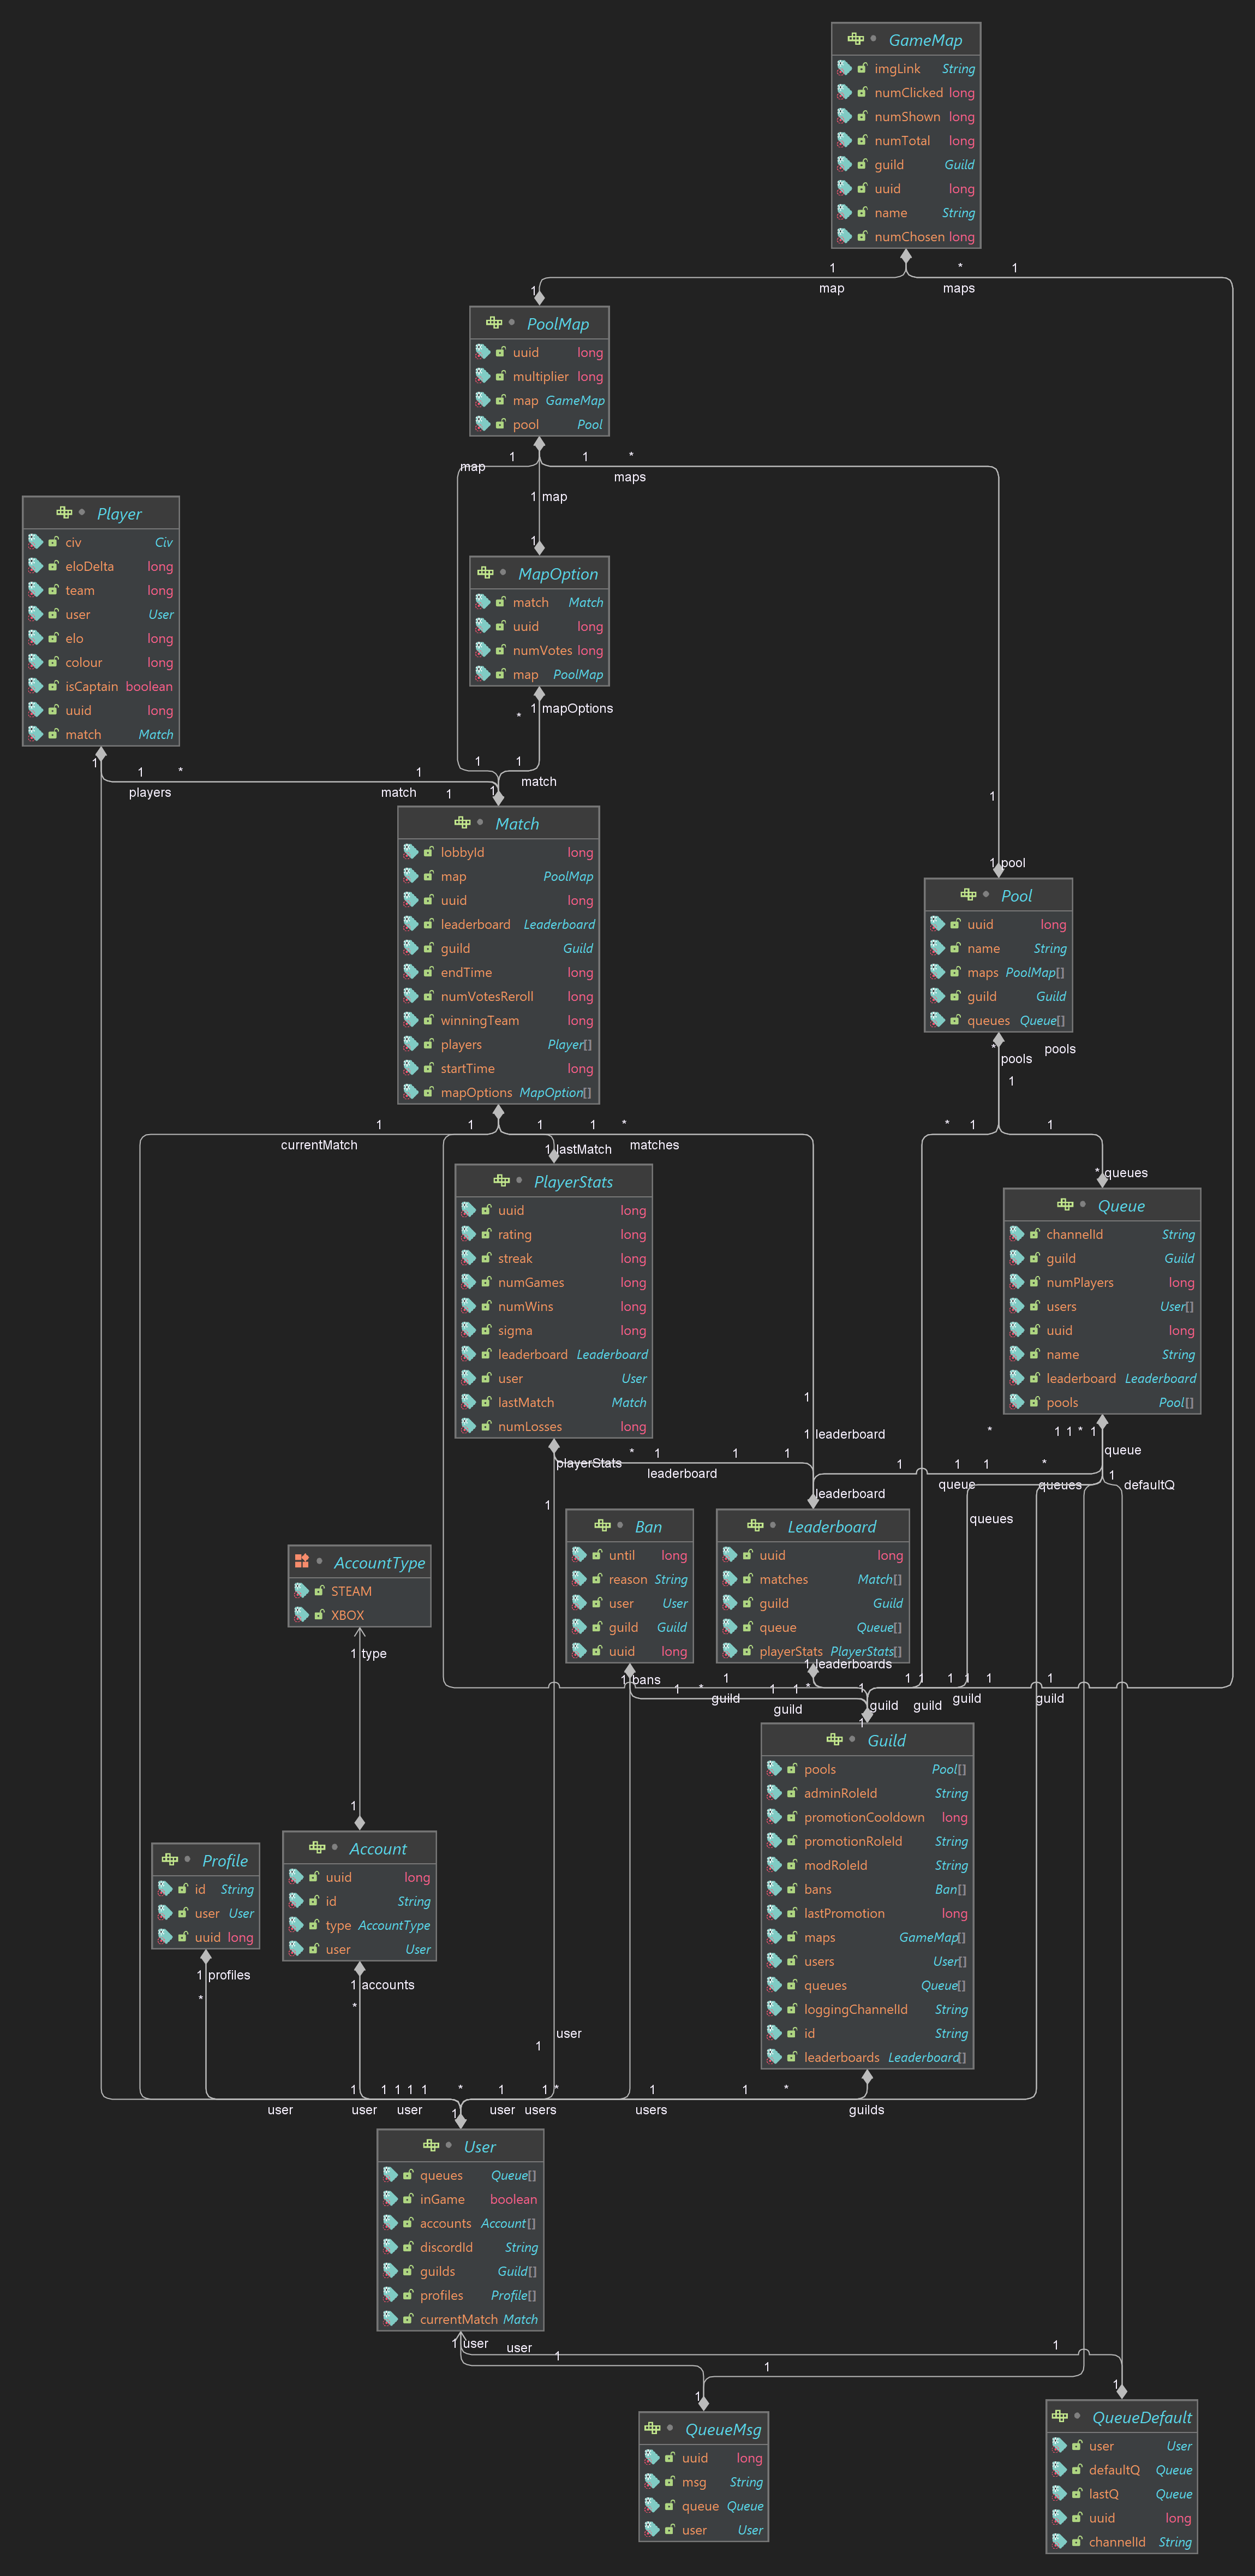 GameMap
imgLink String
numClicked long
numShown long
numTotal long
guild Guild
uuid long
name String
numChosen long
1 * 1
map maps
1
PoolMap
uuid long
multiplier long
map GameMap
pool Pool
1 1 *
map maps
1 map
1
Player
civ Civ
eloDelta long
team long
user User
elo long
colour long
isCaptain boolean
uuid long
match Match
MapOption
match Match
uuid long
numVotes long
map PoolMap
1 mapOptions
*
1 1 1
match
1 1 * 1
players match
1 1
1
Match
lobbyId long
map PoolMap
uuid long
leaderboard Leaderboard
guild Guild
endTime long
numVotesReroll long
winningTeam long
players Player[]
startTime long
mapOptions MapOption[]
1 pool
Pool
uuid long
name String
maps PoolMap[]
guild Guild
queues Queue[]
* pools
pools
1
1 1 1 1 *
currentMatch matches
1 lastMatch
* 1 1
* queues
PlayerStats
uuid long
rating long
streak long
numGames long
numWins long
sigma long
leaderboard Leaderboard
user User
lastMatch Match
numLosses long
Queue
channelId String
guild Guild
numPlayers long
users User[]
uuid long
name String
leaderboard Leaderboard
pools Pool[]
1
1 leaderboard
* 1 1 * 1
queue
playerStats
* 1 1 1
leaderboard
1 1 1 *
queue queues
1 defaultQ
leaderboard
1
queues
Ban
until long
reason String
user User
guild Guild
uuid long
Leaderboard
uuid long
matches Match[]
guild Guild
queue Queue[]
playerStats PlayerStats[]
AccountType
STEAM
XBOX
1 type
1
1 bans
1 leaderboards
1 1 1 1 1 1
1 * 1 1 * 1
guild guild guild guild guild guild
1
Guild
pools Pool[]
adminRoleId String
promotionCooldown long
promotionRoleId String
modRoleId String
bans Ban[]
lastPromotion long
maps GameMap[]
users User[]
queues Queue[]
loggingChannelId String
id String
leaderboards Leaderboard[]
Profile
id String
user User
uuid long
Account
uuid long
id String
type AccountType
user User
1 profiles
*
1 accounts
*
user
1
1 1 1 1 * 1 1 * 1 1 *
user user user user users users guilds
1
User
queues Queue[]
inGame boolean
accounts Account[]
discordId String
guilds Guild[]
profiles Profile[]
currentMatch Match
1 user
user
1
1
1
1
1
QueueMsg
uuid long
msg String
queue Queue
user User
QueueDefault
user User
defaultQ Queue
lastQ Queue
uuid long
channelId String